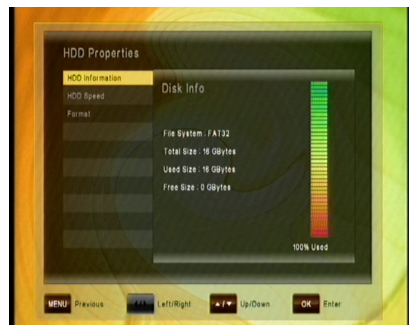 HDD Properties
HDD Information
HDD Speed
Format
Disk Info
File System : FAT32
Total Size : 16 GBytes
Used Size : 16 GBytes
Free Size : 0 GBytes
100% Used
MENU Previous Left/Right ▲/▼ Up/Down OK Enter